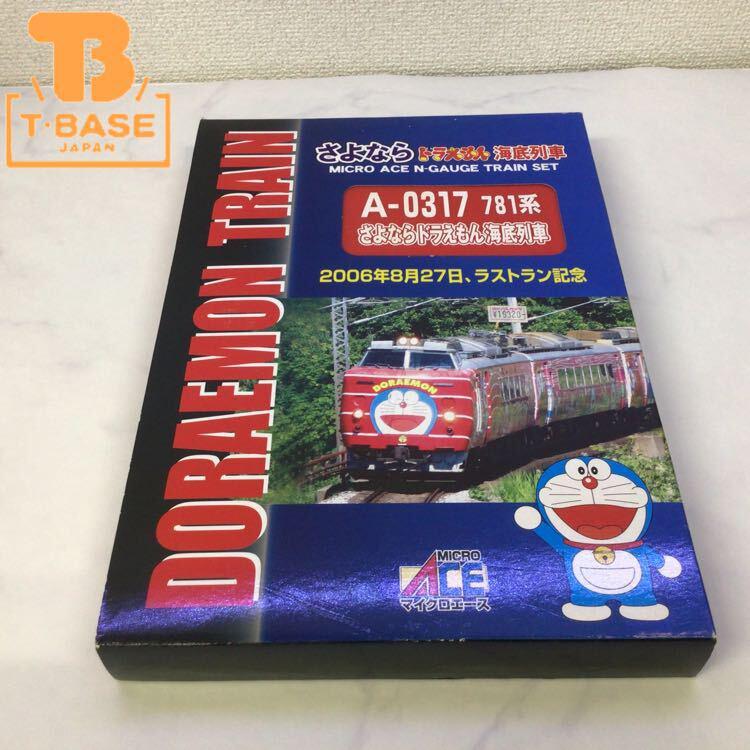 T・BASE
JAPAN
DORAEMON TRAIN
さよなら ドラえもん 海底列車
MICRO ACE N-GAUGE TRAIN SET
A-0317 781系
さよならドラえもん海底列車
2006年8月27日、ラストラン記念
¥19320
DORAEMON
MICRO
ACE
マイクロエース